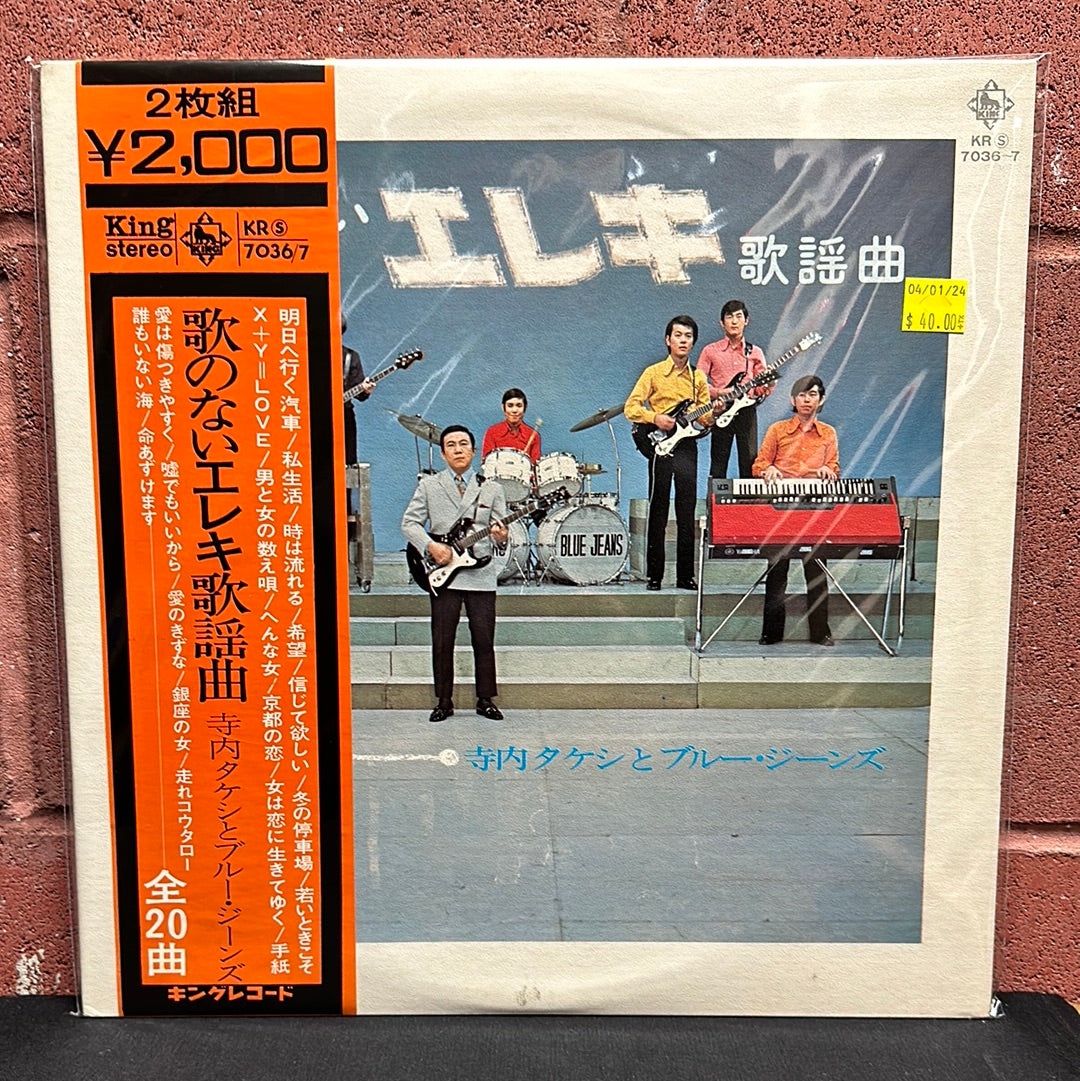 2枚組
¥2,000
King
stereo
KING
KRⓈ
7036/7
明日へ行く汽車/私生活/時は流れる/希望/信じて欲しい/冬の停車場/若いときこそ
X+Y=LOVE/男と女の数え唄/へんな女/京都の恋/女は恋に生きてゆく/手紙
歌のないエレキ歌謡曲
寺内タケシとブルー・ジーンズ
愛は傷つきやすく/嘘でもいいから/愛のきずな/銀座の女/走れコウタロー
誰もいない海/命あずけます
全20曲
キングレコード
KING
KRⓈ
7036~7
い エレキ
歌謡曲
04/01/24
$ 40.00
BLUE JEANS
寺内タケシとブルー・ジーンズ